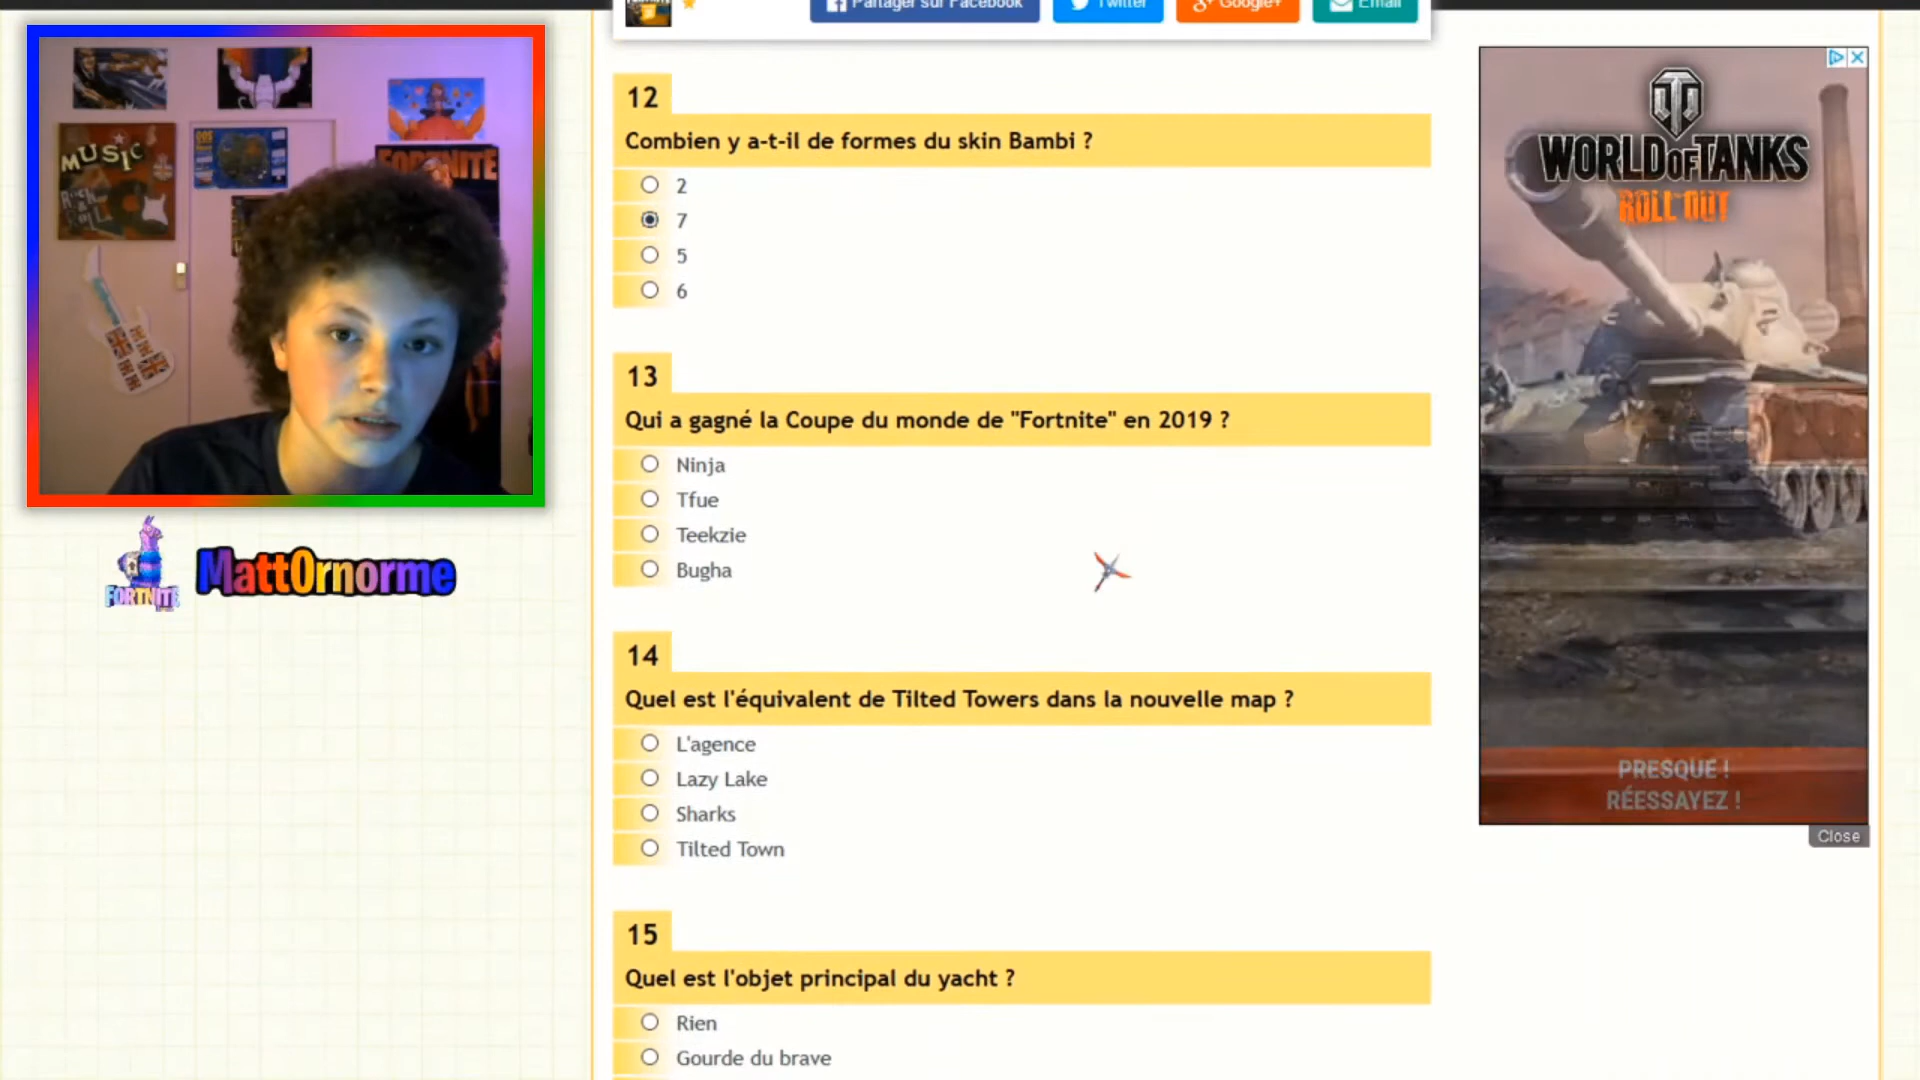 Partager sur Facebook
Twitter
Google+
Email
12
Combien y a-t-il de formes du skin Bambi ?
2
7
5
6
13
Qui a gagné la Coupe du monde de "Fortnite" en 2019 ?
Ninja
Tfue
Teekzie
Bugha
14
Quel est l'équivalent de Tilted Towers dans la nouvelle map ?
L'agence
Lazy Lake
Sharks
Tilted Town
15
Quel est l'objet principal du yacht ?
Rien
Gourde du brave
MUSIC
ROCK & ROLL
FORTNITE
FORTNITE
MattOrnorme
WORLD OF TANKS
ROLL OUT
PRESQUE !
RÉESSAYEZ !
Close